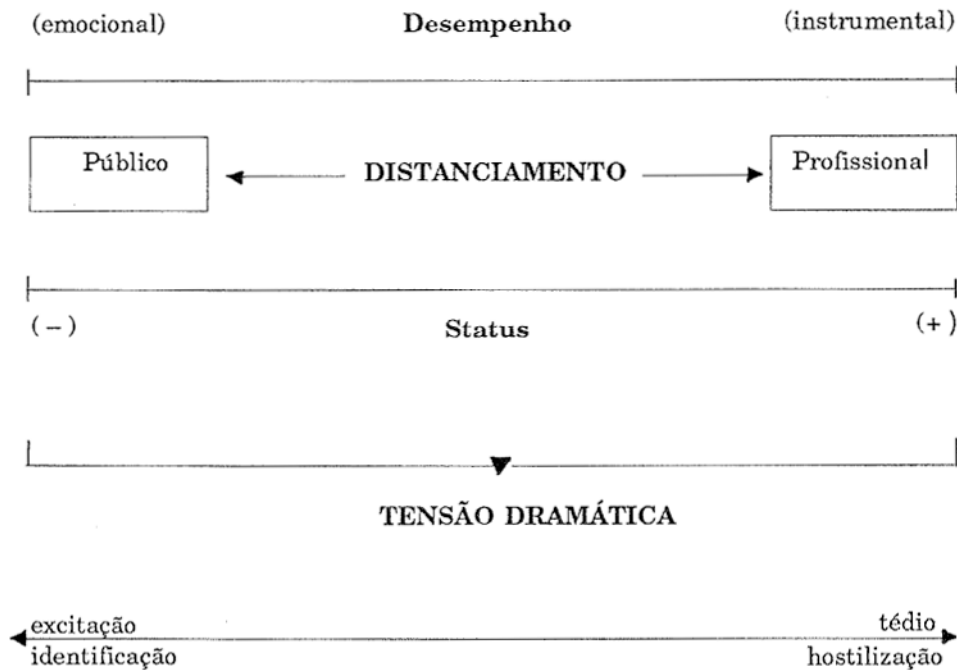 (emocional) Desempenho (instrumental)
Público DISTANCIAMENTO Profissional
(–) Status (+)
TENSÃO DRAMÁTICA
excitação tédio
identificação hostilização